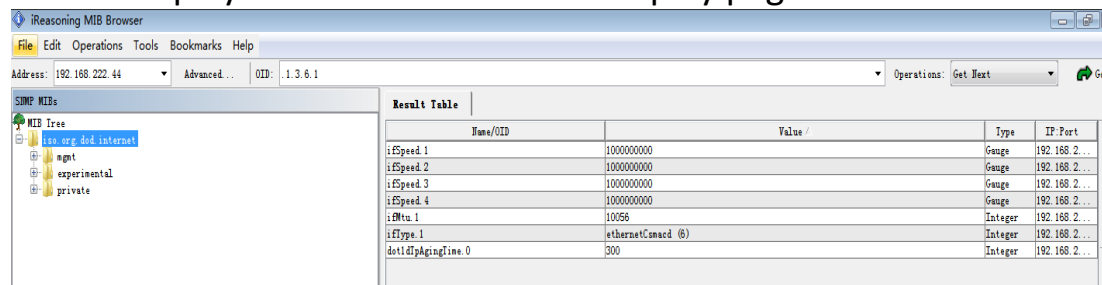 iReasoning MIB Browser
File Edit Operations Tools Bookmarks Help
Address: 192.168.222.44 Advanced... OID: .1.3.6.1 Operations: Get Next
SNMP MIBs
MIB Tree
iso.org.dod.internet
mgmt
experimental
private
Result Table
Name/OID Value Type IP:Port
ifSpeed.1 1000000000 Gauge 192.168.2...
ifSpeed.2 1000000000 Gauge 192.168.2...
ifSpeed.3 1000000000 Gauge 192.168.2...
ifSpeed.4 1000000000 Gauge 192.168.2...
ifMtu.1 10056 Integer 192.168.2...
ifType.1 ethernetCsmacd (6) Integer 192.168.2...
dot1dTpAgingTime.0 300 Integer 192.168.2...